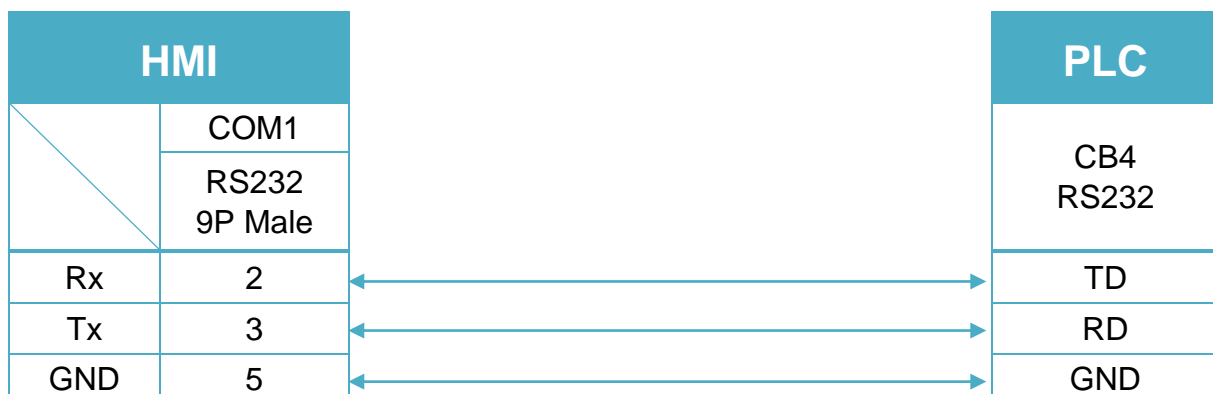 HMI
PLC
COM1
RS232
9P Male
CB4
RS232
Rx 2 TD
Tx 3 RD
GND 5 GND